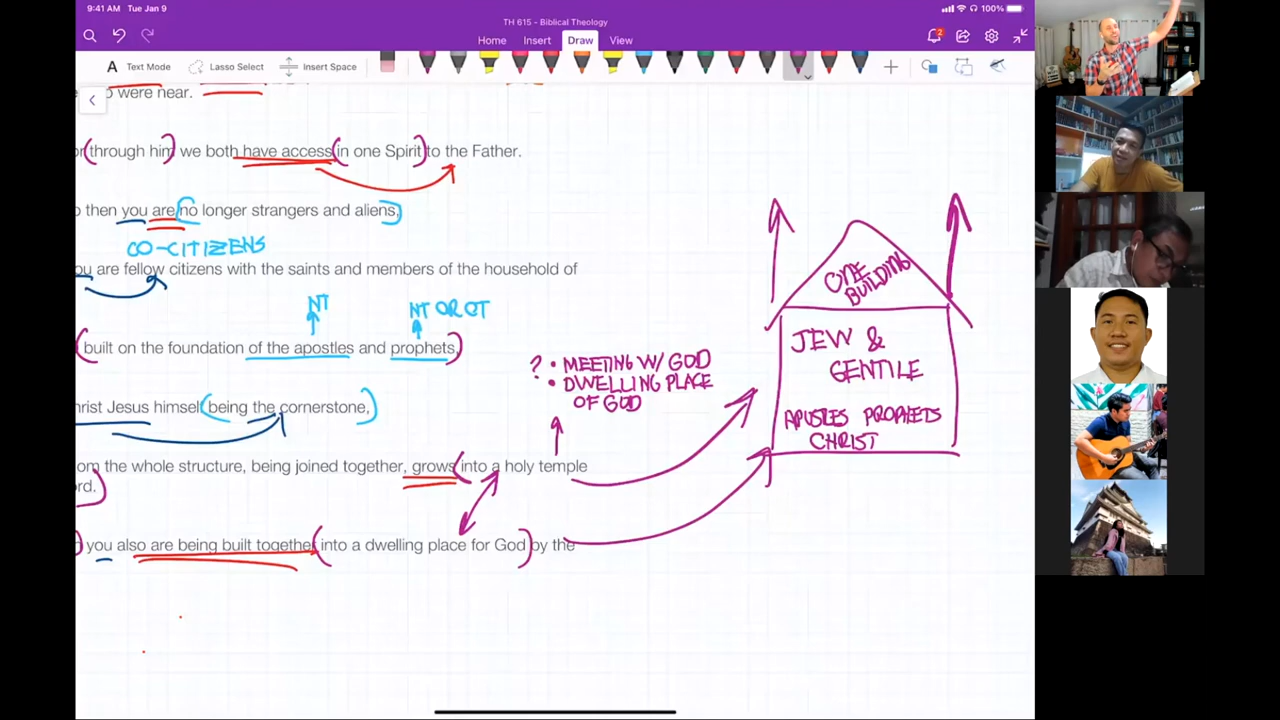 9:41 AM Tue Jan 9
100%
TH 615 - Biblical Theology
Home Insert Draw View
2
A Text Mode Lasso Select Insert Space
were near.
through him we both have access in one Spirit to the Father.
then you are no longer strangers and aliens,
CO-CITIZENS
are fellow citizens with the saints and members of the household of
NT
NT OR OT
built on the foundation of the apostles and prophets,
Jesus himself being the cornerstone,
the whole structure, being joined together, grows into a holy temple
you also are being built together into a dwelling place for God by the
? • MEETING W/ GOD
• DWELLING PLACE
OF GOD
ONE
BUILDING
JEW &
GENTILE
APOSTLES PROPHETS
CHRIST